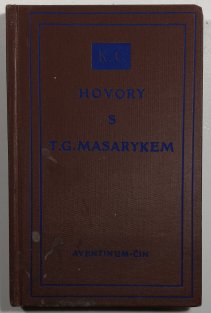 K.Č.
HOVORY
S
T.G.MASARYKEM
AVENTINUM-ČIN